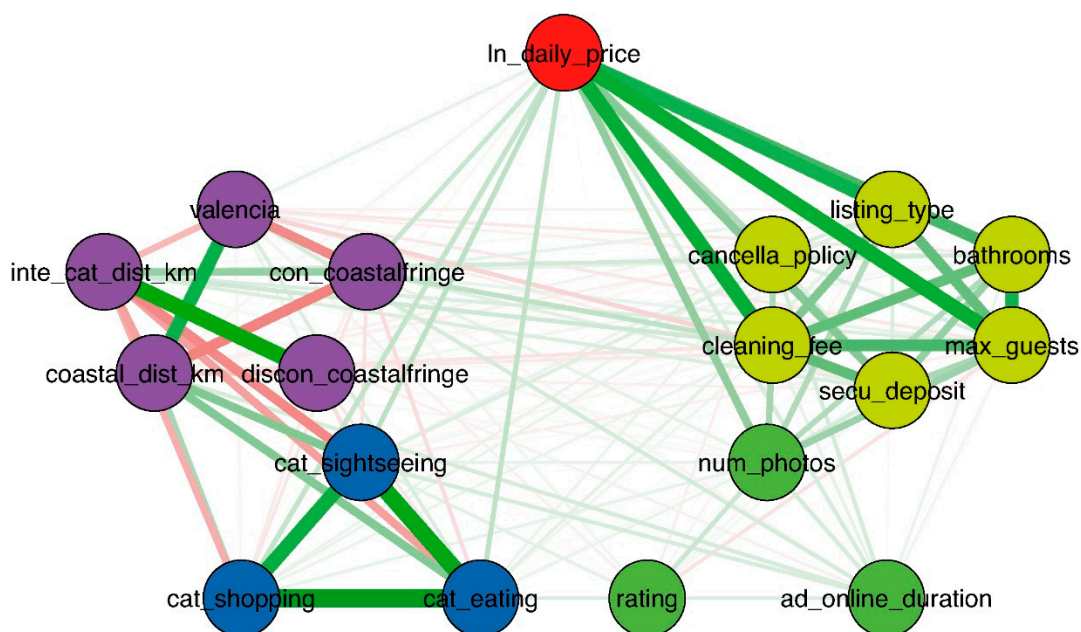 ln_daily_price
valencia
listing_type
inte_cat_dist_km
con_coastalfringe
cancella_policy
bathrooms
coastal_dist_km
discon_coastalfringe
cleaning_fee
max_guests
secu_deposit
cat_sightseeing
num_photos
cat_shopping
cat_eating
rating
ad_online_duration